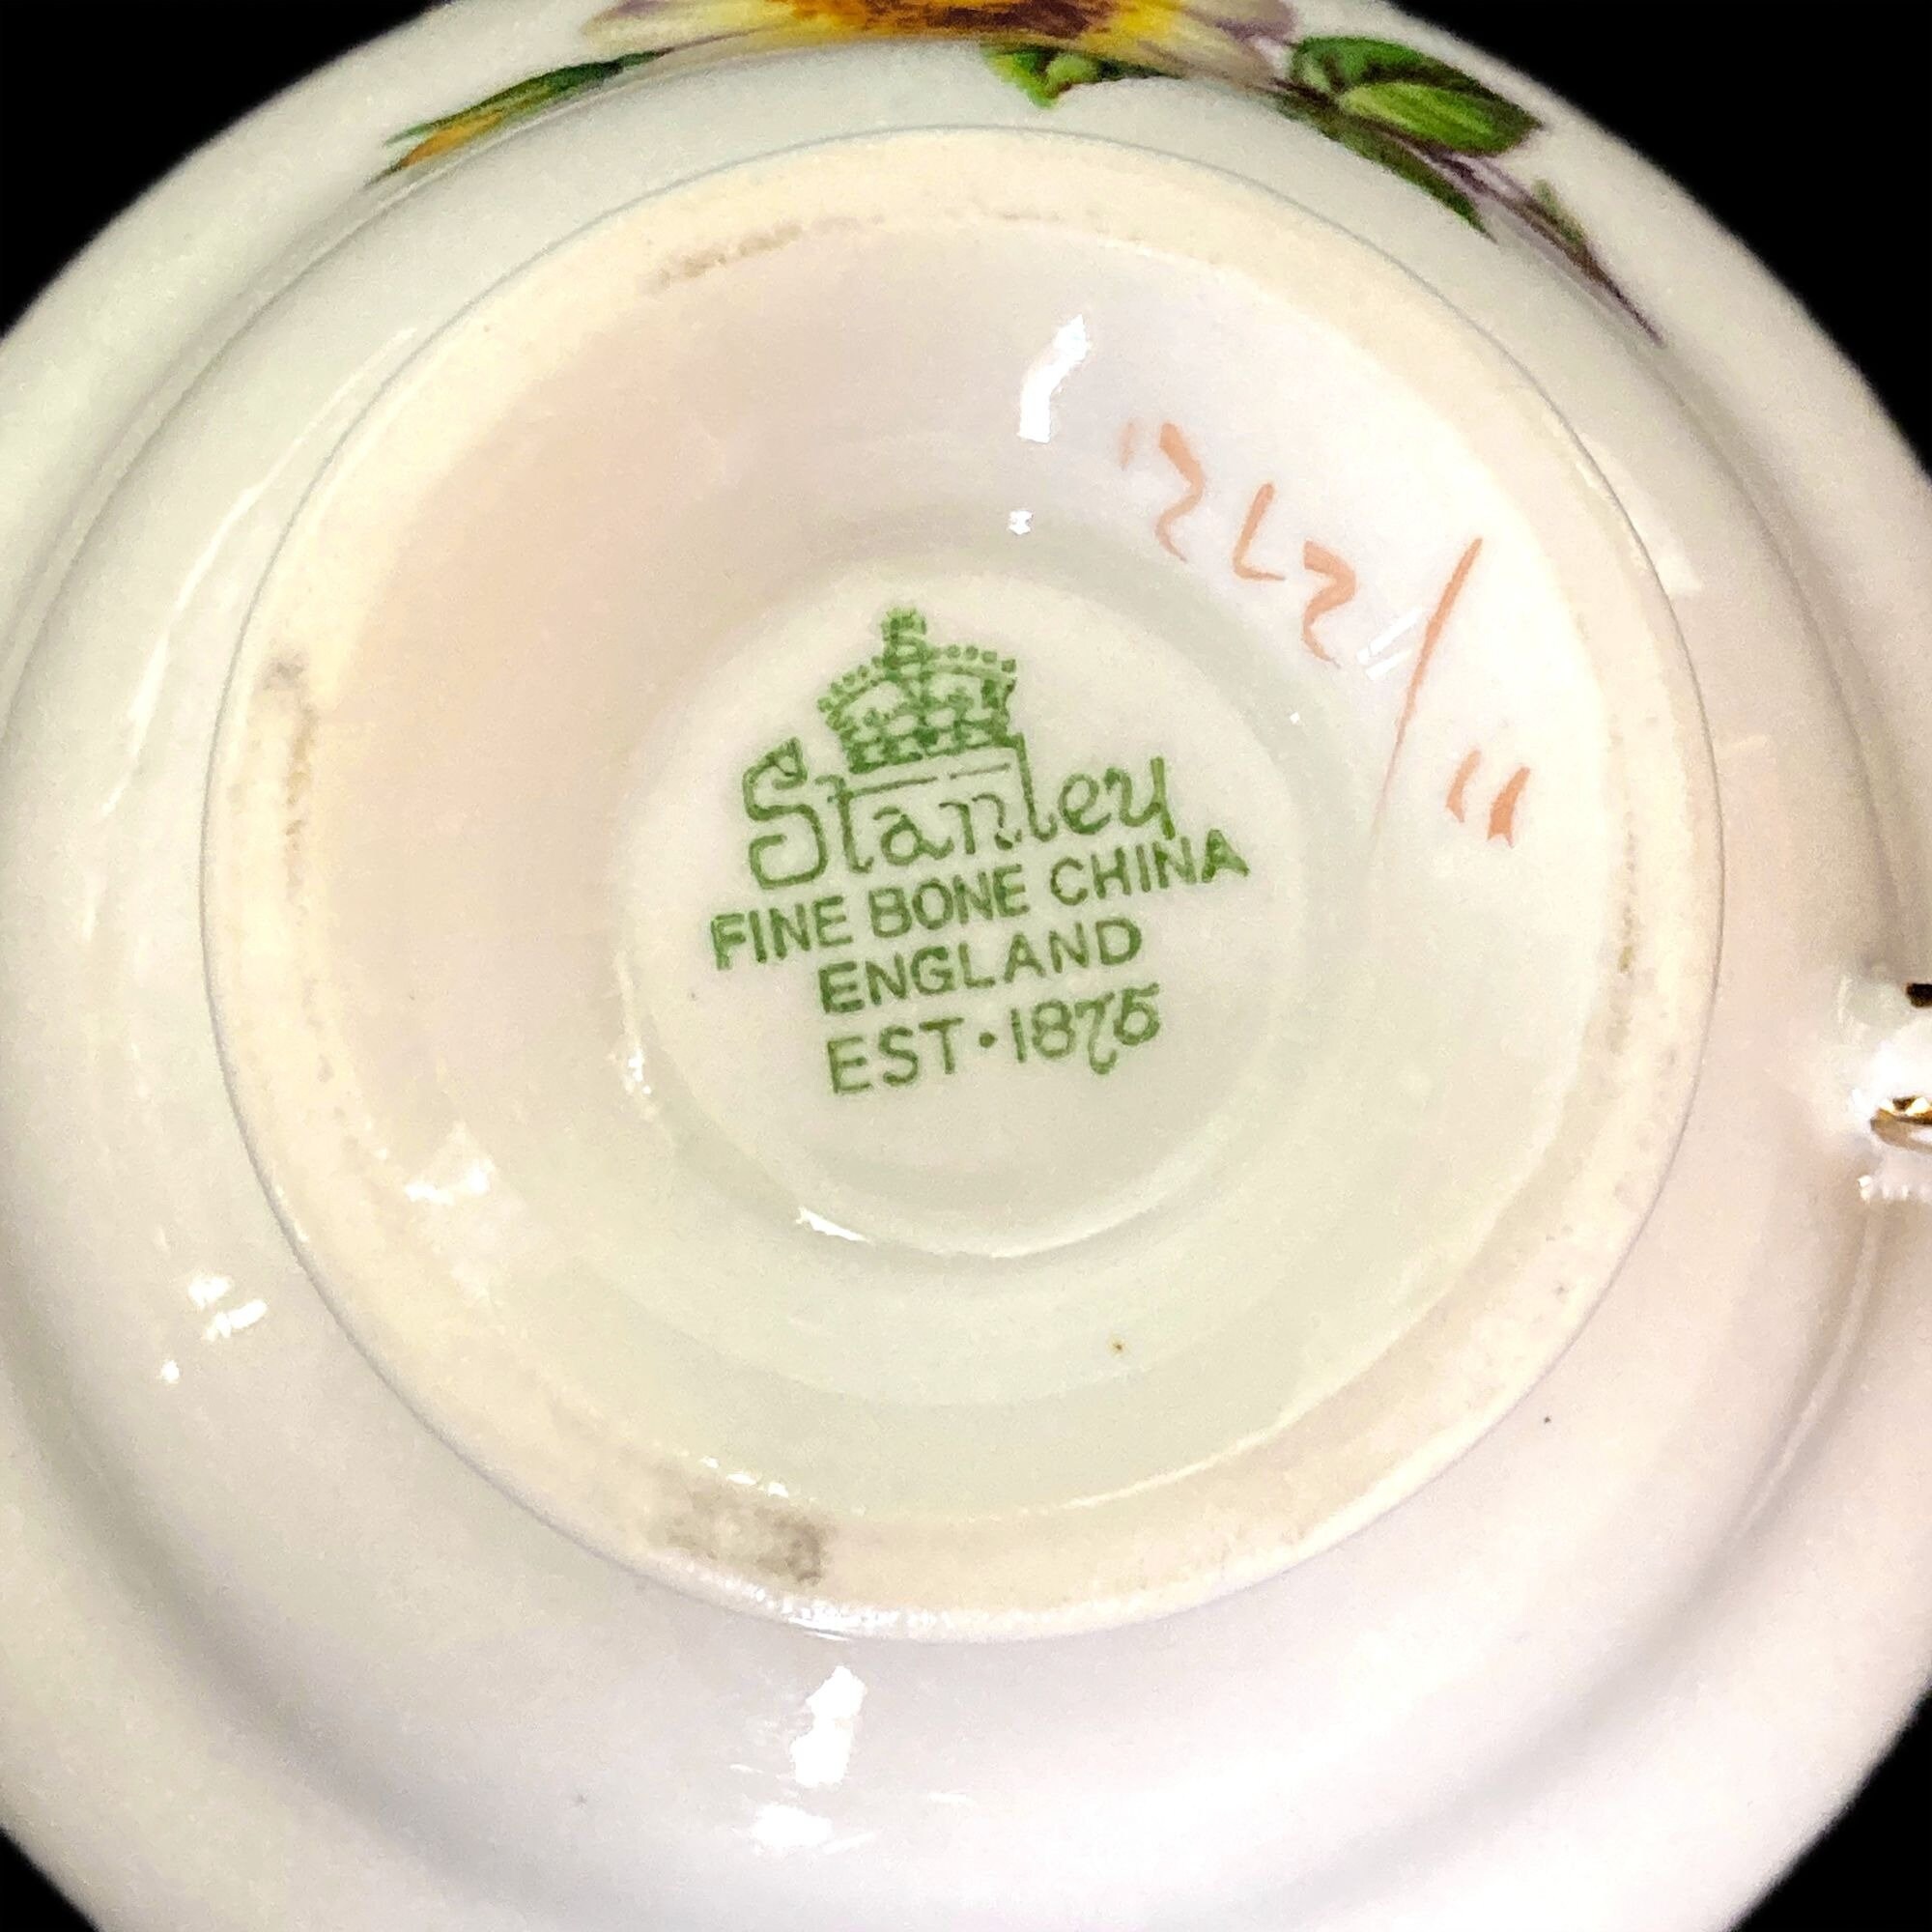 Stanley
FINE BONE CHINA
ENGLAND
EST·1875